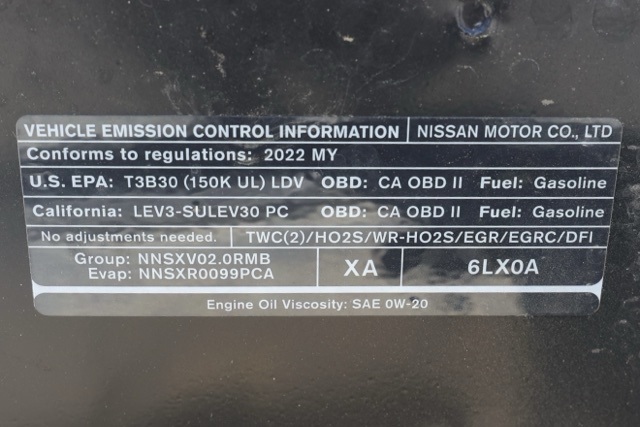 VEHICLE EMISSION CONTROL INFORMATION NISSAN MOTOR CO., LTD
Conforms to regulations: 2022 MY
U.S. EPA: T3B30 (150K UL) LDV OBD: CA OBD II Fuel: Gasoline
California: LEV3-SULEV30 PC OBD: CA OBD II Fuel: Gasoline
No adjustments needed. TWC(2)/HO2S/WR-HO2S/EGR/EGRC/DFI
Group: NNSXV02.0RMB XA 6LX0A
Evap: NNSXR0099PCA
Engine Oil Viscosity: SAE 0W-20